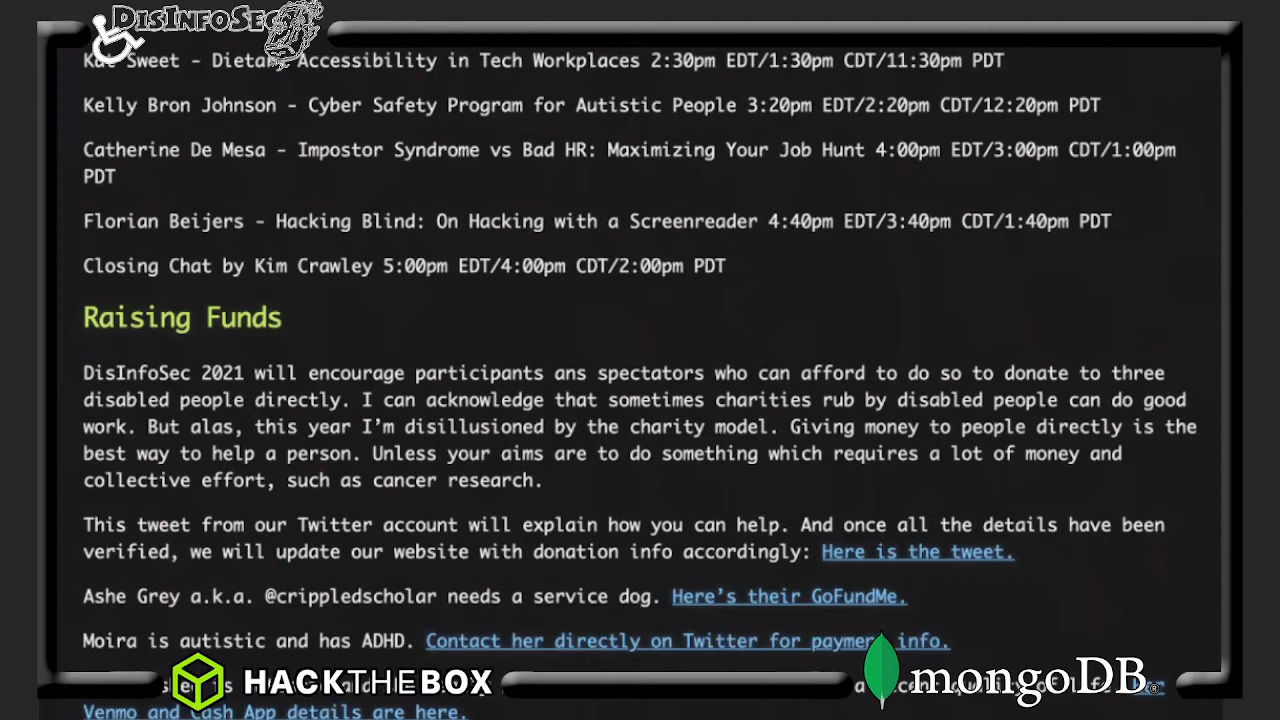 DISINFOSEC
Kat Sweet - Dietary Accessibility in Tech Workplaces 2:30pm EDT/1:30pm CDT/11:30pm PDT
Kelly Bron Johnson - Cyber Safety Program for Autistic People 3:20pm EDT/2:20pm CDT/12:20pm PDT
Catherine De Mesa - Impostor Syndrome vs Bad HR: Maximizing Your Job Hunt 4:00pm EDT/3:00pm CDT/1:00pm
PDT
Florian Beijers - Hacking Blind: On Hacking with a Screenreader 4:40pm EDT/3:40pm CDT/1:40pm PDT
Closing Chat by Kim Crawley 5:00pm EDT/4:00pm CDT/2:00pm PDT
Raising Funds
DisInfoSec 2021 will encourage participants ans spectators who can afford to do so to donate to three
disabled people directly. I can acknowledge that sometimes charities rub by disabled people can do good
work. But alas, this year I'm disillusioned by the charity model. Giving money to people directly is the
best way to help a person. Unless your aims are to do something which requires a lot of money and
collective effort, such as cancer research.
This tweet from our Twitter account will explain how you can help. And once all the details have been
verified, we will update our website with donation info accordingly: Here is the tweet.
Ashe Grey a.k.a. @crippledscholar needs a service dog. Here's their GoFundMe.
Moira is autistic and has ADHD. Contact her directly on Twitter for payment info.
HACKTHEBOX
mongoDB®
Venmo and Cash App details are here.